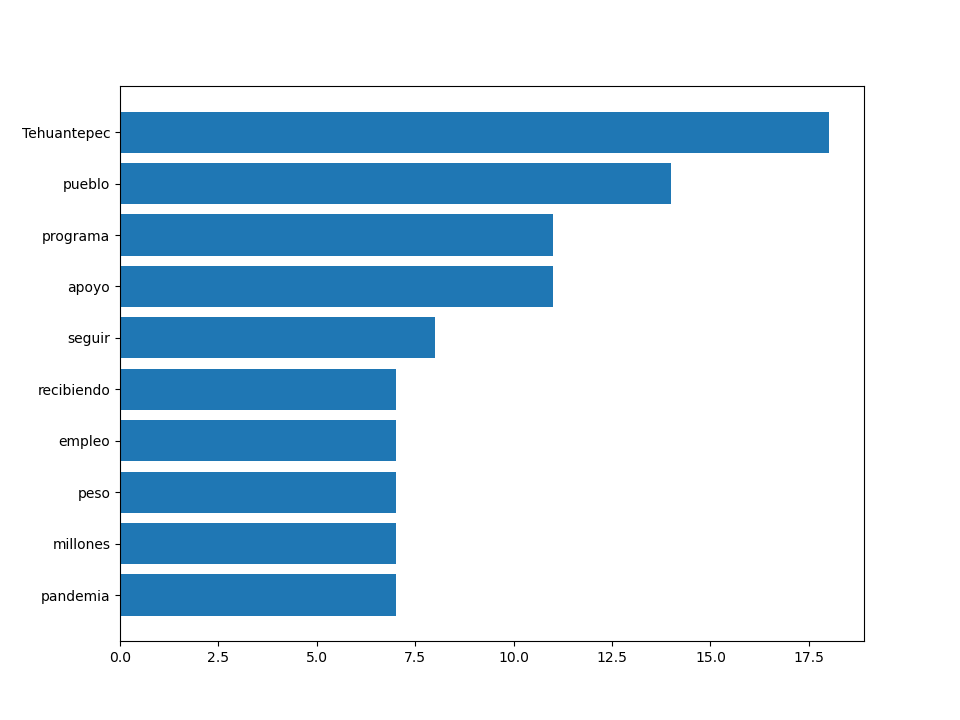 Tehuantepec
pueblo
programa
apoyo
seguir
recibiendo
empleo
peso
millones
pandemia
0.0 2.5 5.0 7.5 10.0 12.5 15.0 17.5